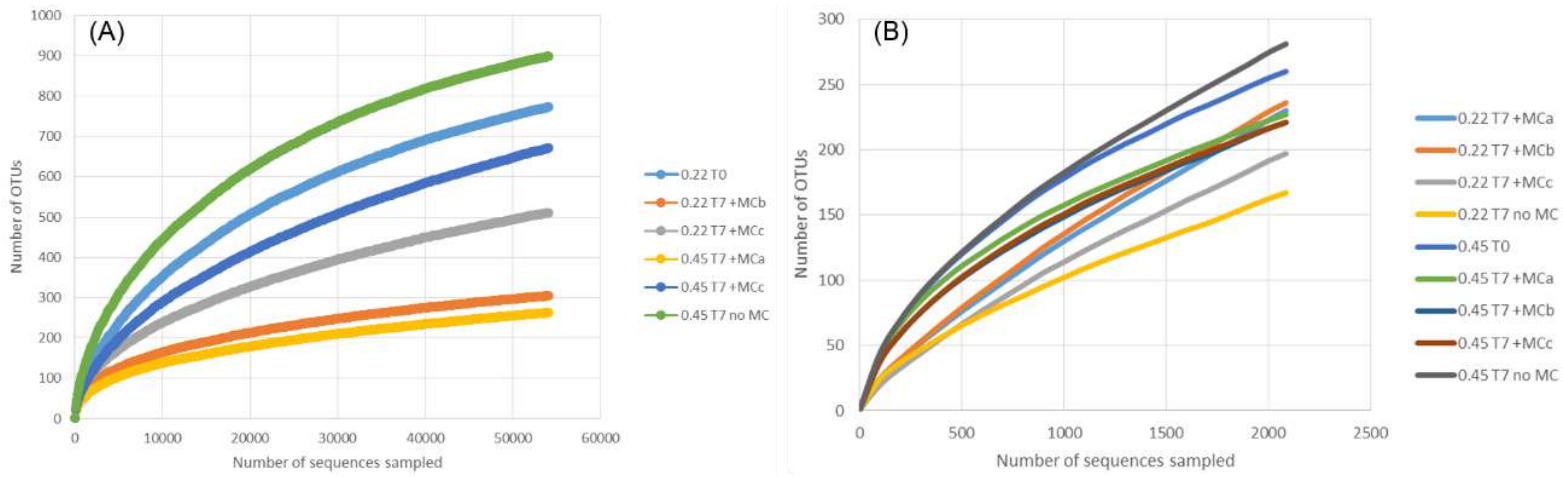 (A)
1000
900
800
700
600
500
400
300
200
100
0
Number of OTUs
0 10000 20000 30000 40000 50000 60000
Number of sequences sampled
0.22 T0
0.22 T7 +MCb
0.22 T7 +MCc
0.45 T7 +MCa
0.45 T7 +MCc
0.45 T7 no MC
(B)
300
250
200
150
100
50
0
Number of OTUs
0 500 1000 1500 2000 2500
Number of sequences sampled
0.22 T7 +MCa
0.22 T7 +MCb
0.22 T7 +MCc
0.22 T7 no MC
0.45 T0
0.45 T7 +MCa
0.45 T7 +MCb
0.45 T7 +MCc
0.45 T7 no MC